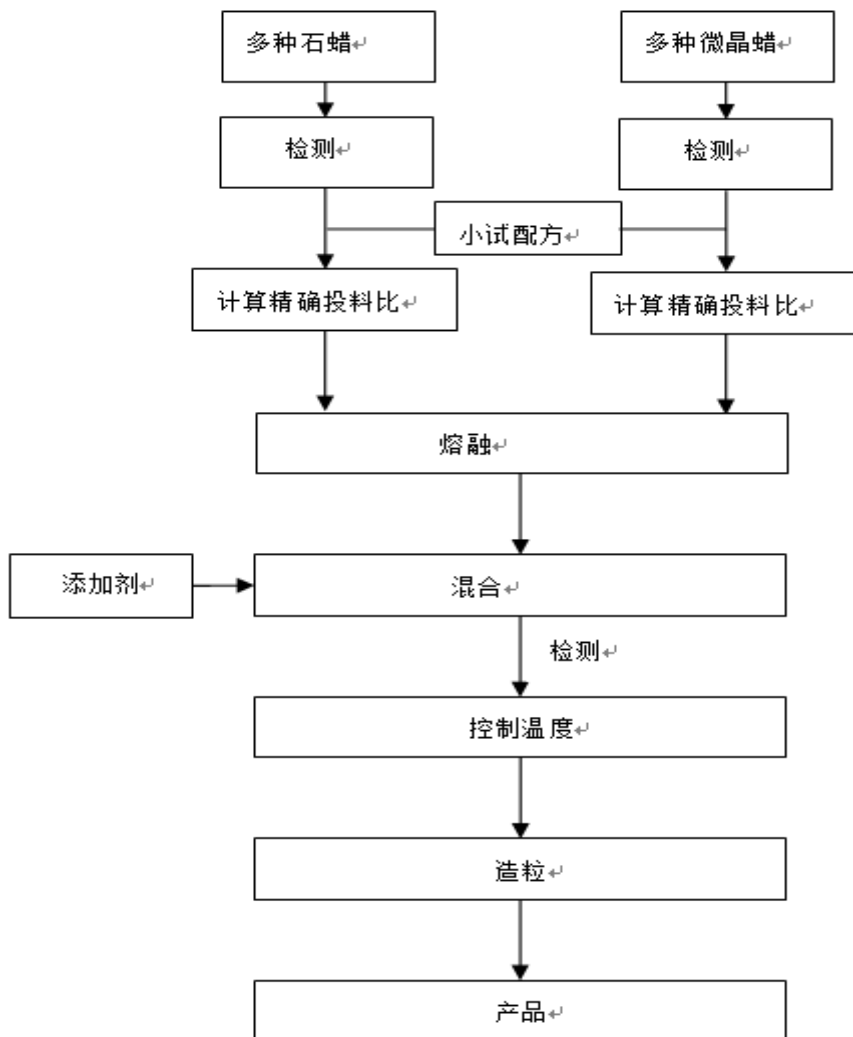 多种石蜡↵
多种微晶蜡↵
检测↵
检测↵
小试配方↵
计算精确投料比↵
计算精确投料比↵
熔融↵
添加剂↵
混合↵
检测↵
控制温度↵
造粒↵
产品↵